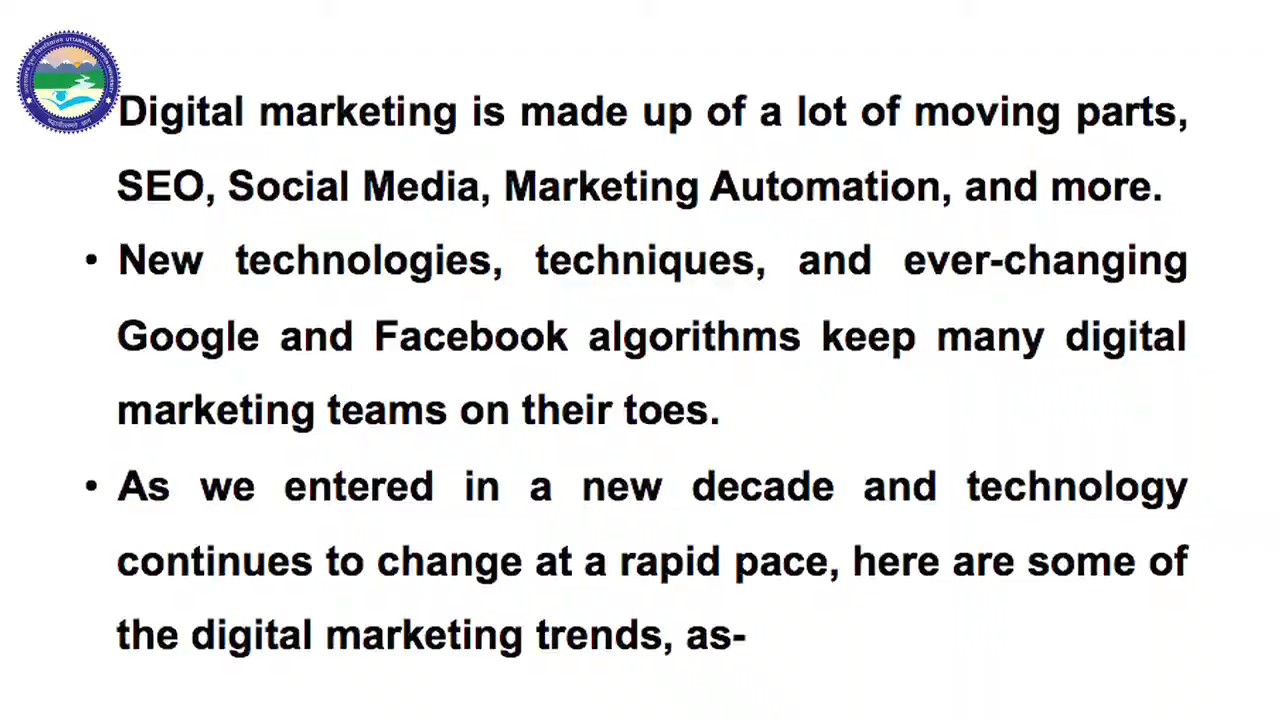 Digital marketing is made up of a lot of moving parts,
SEO, Social Media, Marketing Automation, and more.
• New technologies, techniques, and ever-changing
Google and Facebook algorithms keep many digital
marketing teams on their toes.
• As we entered in a new decade and technology
continues to change at a rapid pace, here are some of
the digital marketing trends, as-